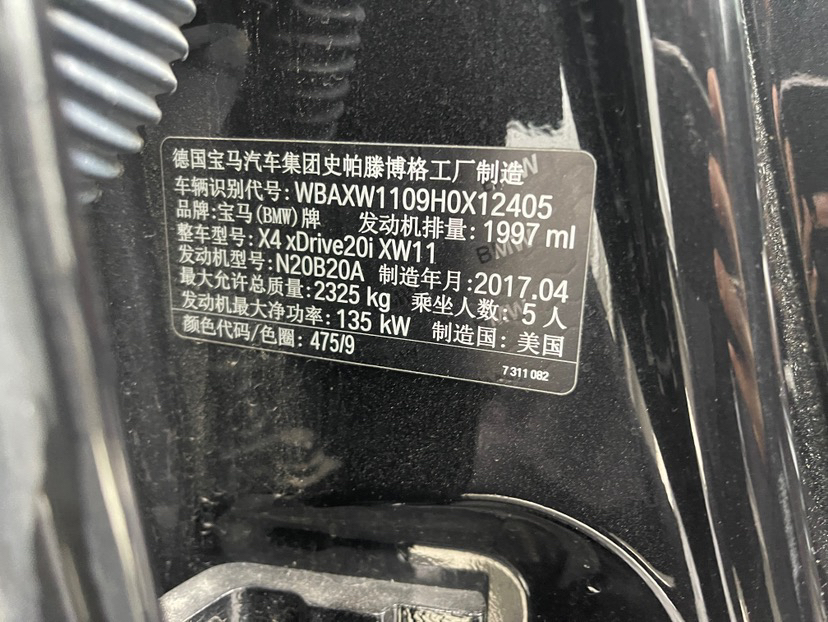 德国宝马汽车集团史帕滕博格工厂制造
车辆识别代号: WBAXW1109H0X12405
品牌: 宝马(BMW)牌 发动机排量: 1997 ml
整车型号: X4 xDrive20i XW11
发动机型号: N20B20A 制造年月: 2017.04
最大允许总质量: 2325 kg 乘坐人数: 5 人
发动机最大净功率: 135 kW 制造国: 美国
颜色代码/色圈: 475/9
7 311 082
BMW
BMW